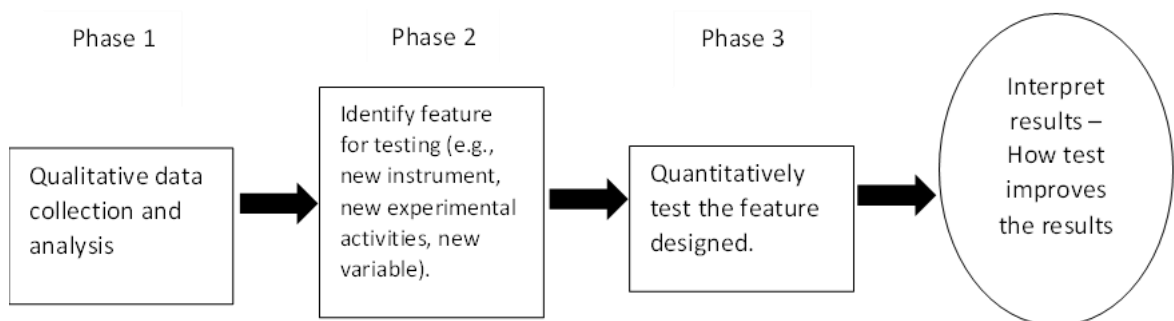 Phase 1
Phase 2
Phase 3
Qualitative data
collection and
analysis
Identify feature
for testing (e.g.,
new instrument,
new experimental
activities, new
variable).
Quantitatively
test the feature
designed.
Interpret
results –
How test
improves
the results